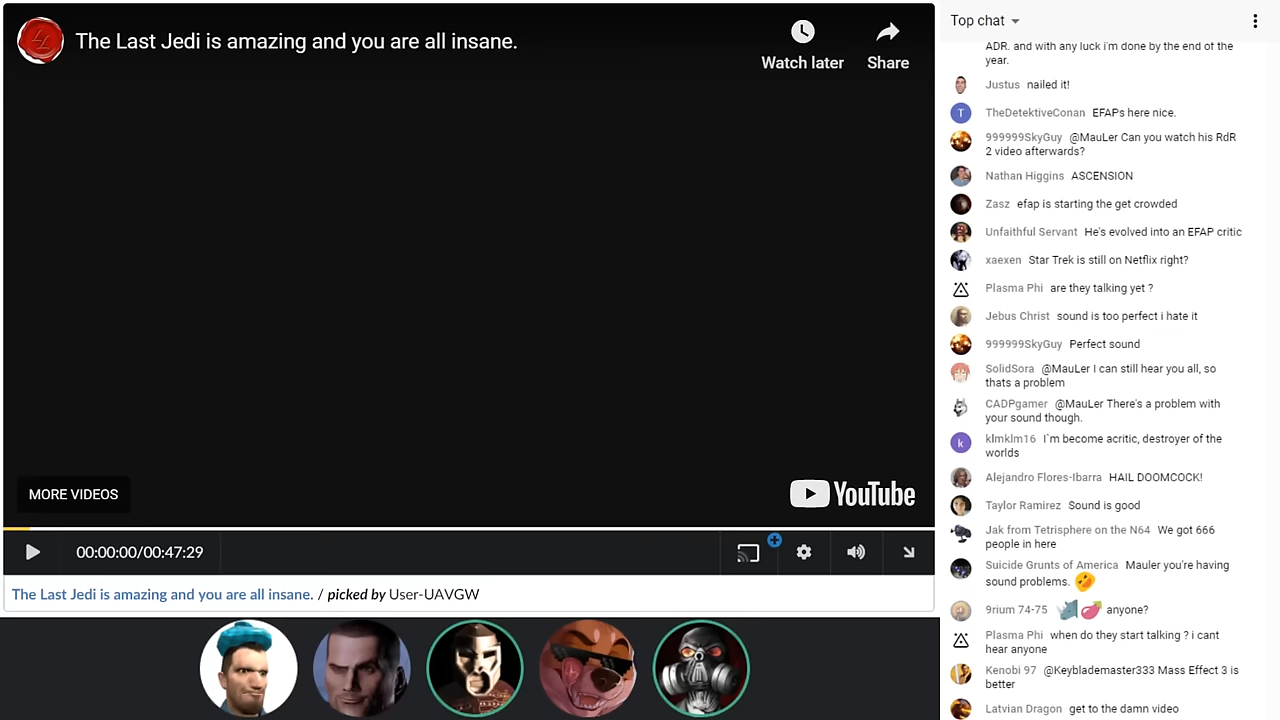 The Last Jedi is amazing and you are all insane.
Watch later
Share
MORE VIDEOS
YouTube
00:00:00/00:47:29
The Last Jedi is amazing and you are all insane. / picked by User-UAVGW
Top chat
ADR. and with any luck i'm done by the end of the
year.
Justus nailed it!
T
TheDetektiveConan EFAPs here nice.
999999SkyGuy @MauLer Can you watch his RdR
2 video afterwards?
Nathan Higgins ASCENSION
Zasz efap is starting the get crowded
Unfaithful Servant He's evolved into an EFAP critic
xaexen Star Trek is still on Netflix right?
Plasma Phi are they talking yet ?
Jebus Christ sound is too perfect i hate it
999999SkyGuy Perfect sound
SolidSora @MauLer I can still hear you all, so
thats a problem
CADPgamer @MauLer There's a problem with
your sound though.
k
klmklm16 I`m become acritic, destroyer of the
worlds
Alejandro Flores-Ibarra HAIL DOOMCOCK!
Taylor Ramirez Sound is good
Jak from Tetrisphere on the N64 We got 666
people in here
Suicide Grunts of America Mauler you're having
sound problems.
9rium 74-75 anyone?
Plasma Phi when do they start talking ? i cant
hear anyone
Kenobi 97 @Keyblademaster333 Mass Effect 3 is
better
Latvian Dragon get to the damn video